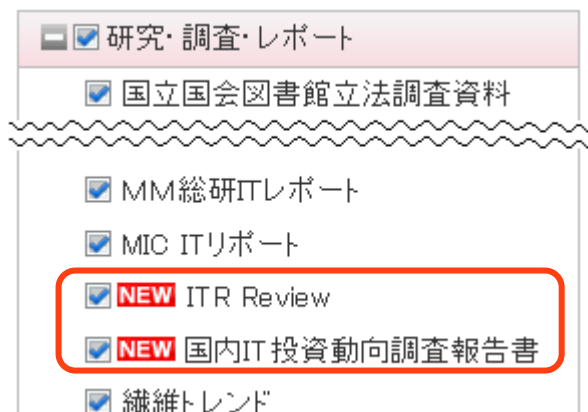 研究・調査・レポート
国立国会図書館立法調査資料
MM総研ITレポート
MIC ITリポート
NEW ITR Review
NEW 国内IT投資動向調査報告書
繊維トレンド